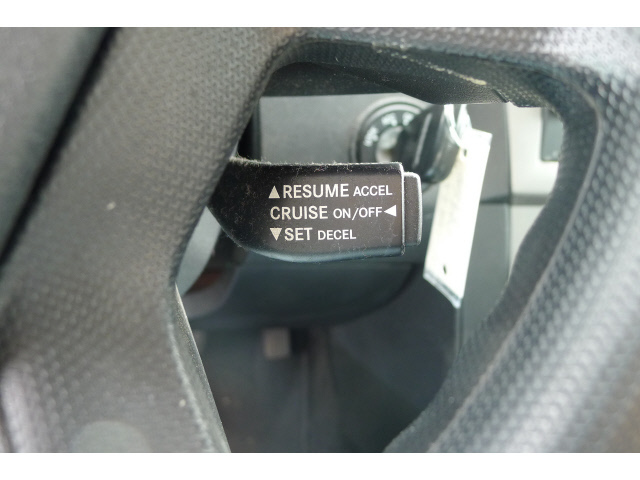 ▲RESUME ACCEL
CRUISE ON/OFF◄
▼SET DECEL